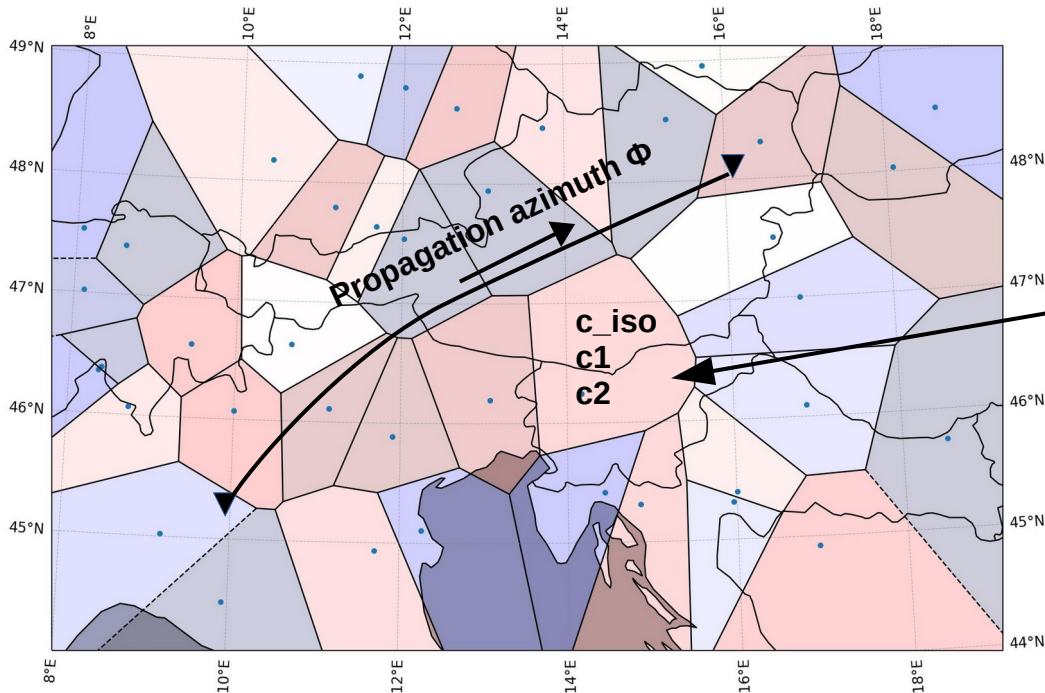 8°E 10°E 12°E 14°E 16°E 18°E
49°N
48°N 48°N
Propagation azimuth Φ
47°N 47°N
c_iso
c1
c2
46°N 46°N
45°N 45°N
44°N
8°E 10°E 12°E 14°E 16°E 18°E